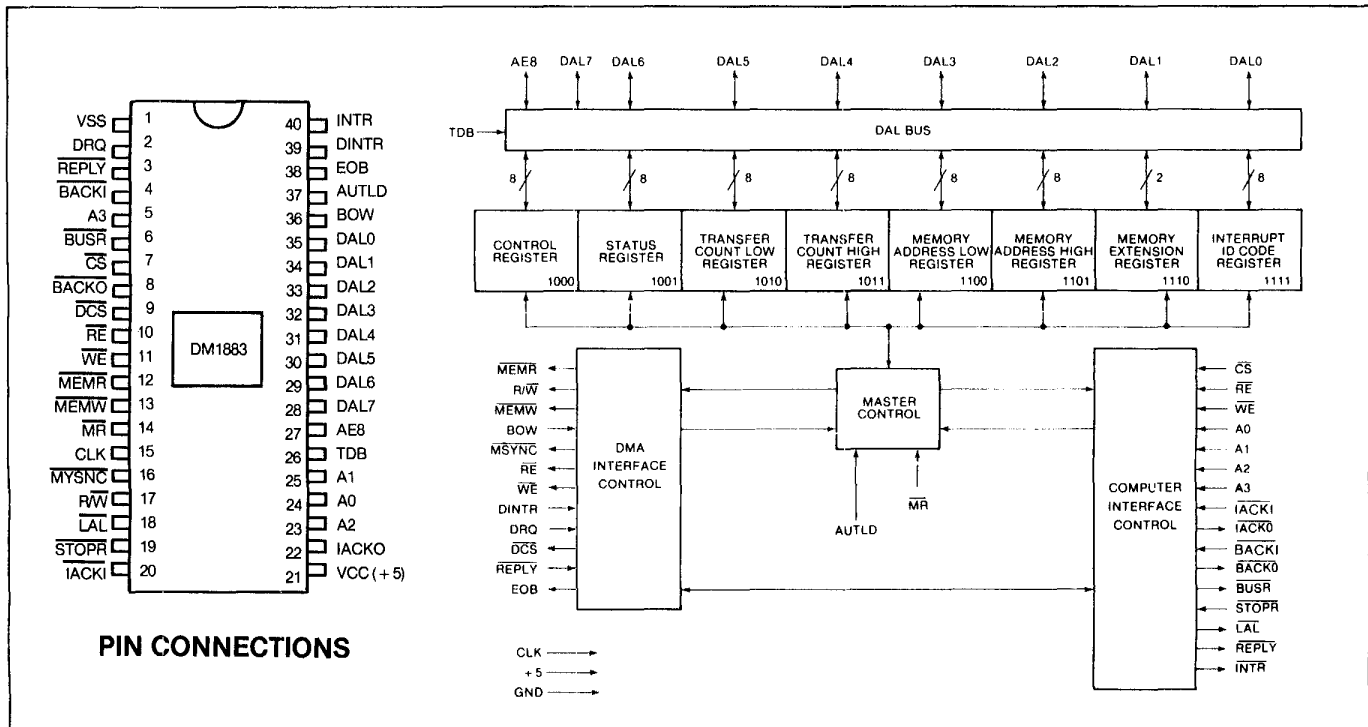 VSS 1
DRQ 2
REPLY 3
BACKI 4
A3 5
BUSR 6
CS 7
BACKO 8
DCS 9
RE 10
WE 11
MEMR 12
MEMW 13
MR 14
CLK 15
MYSNC 16
R/W 17
LAL 18
STOPR 19
IACKI 20
DM1883
40 INTR
39 DINTR
38 EOB
37 AUTLD
36 BOW
35 DAL0
34 DAL1
33 DAL2
32 DAL3
31 DAL4
30 DAL5
29 DAL6
28 DAL7
27 AE8
26 TDB
25 A1
24 A0
23 A2
22 IACKO
21 VCC (+5)
PIN CONNECTIONS
AE8 DAL7 DAL6 DAL5 DAL4 DAL3 DAL2 DAL1 DAL0
TDB
DAL BUS
8 8 8 8 8 8 2 8
CONTROL
REGISTER
1000
STATUS
REGISTER
1001
TRANSFER
COUNT LOW
REGISTER
1010
TRANSFER
COUNT HIGH
REGISTER
1011
MEMORY
ADDRESS LOW
REGISTER
1100
MEMORY
ADDRESS HIGH
REGISTER
1101
MEMORY
EXTENSION
REGISTER
1110
INTERRUPT
ID CODE
REGISTER
1111
MEMR
R/W
MEMW
BOW
MSYNC
RE
WE
DINTR
DRQ
DCS
REPLY
EOB
DMA
INTERFACE
CONTROL
MASTER
CONTROL
AUTLD
MR
COMPUTER
INTERFACE
CONTROL
CS
RE
WE
A0
A1
A2
A3
IACKI
IACKO
BACKI
BACKO
BUSR
STOPR
LAL
REPLY
INTR
CLK
+5
GND